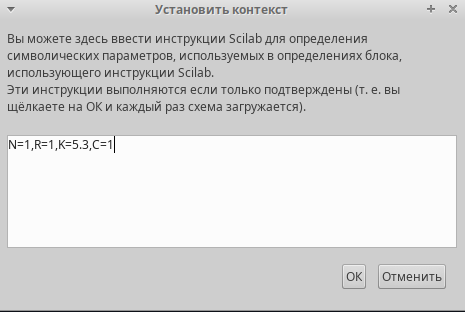 Установить контекст
Вы можете здесь ввести инструкции Scilab для определения
символических параметров, используемых в определениях блока,
использующего инструкции Scilab.
Эти инструкции выполняются если только подтверждены (т. е. вы
щёлкаете на ОК и каждый раз схема загружается).
N=1,R=1,K=5.3,C=1
ОК Отменить